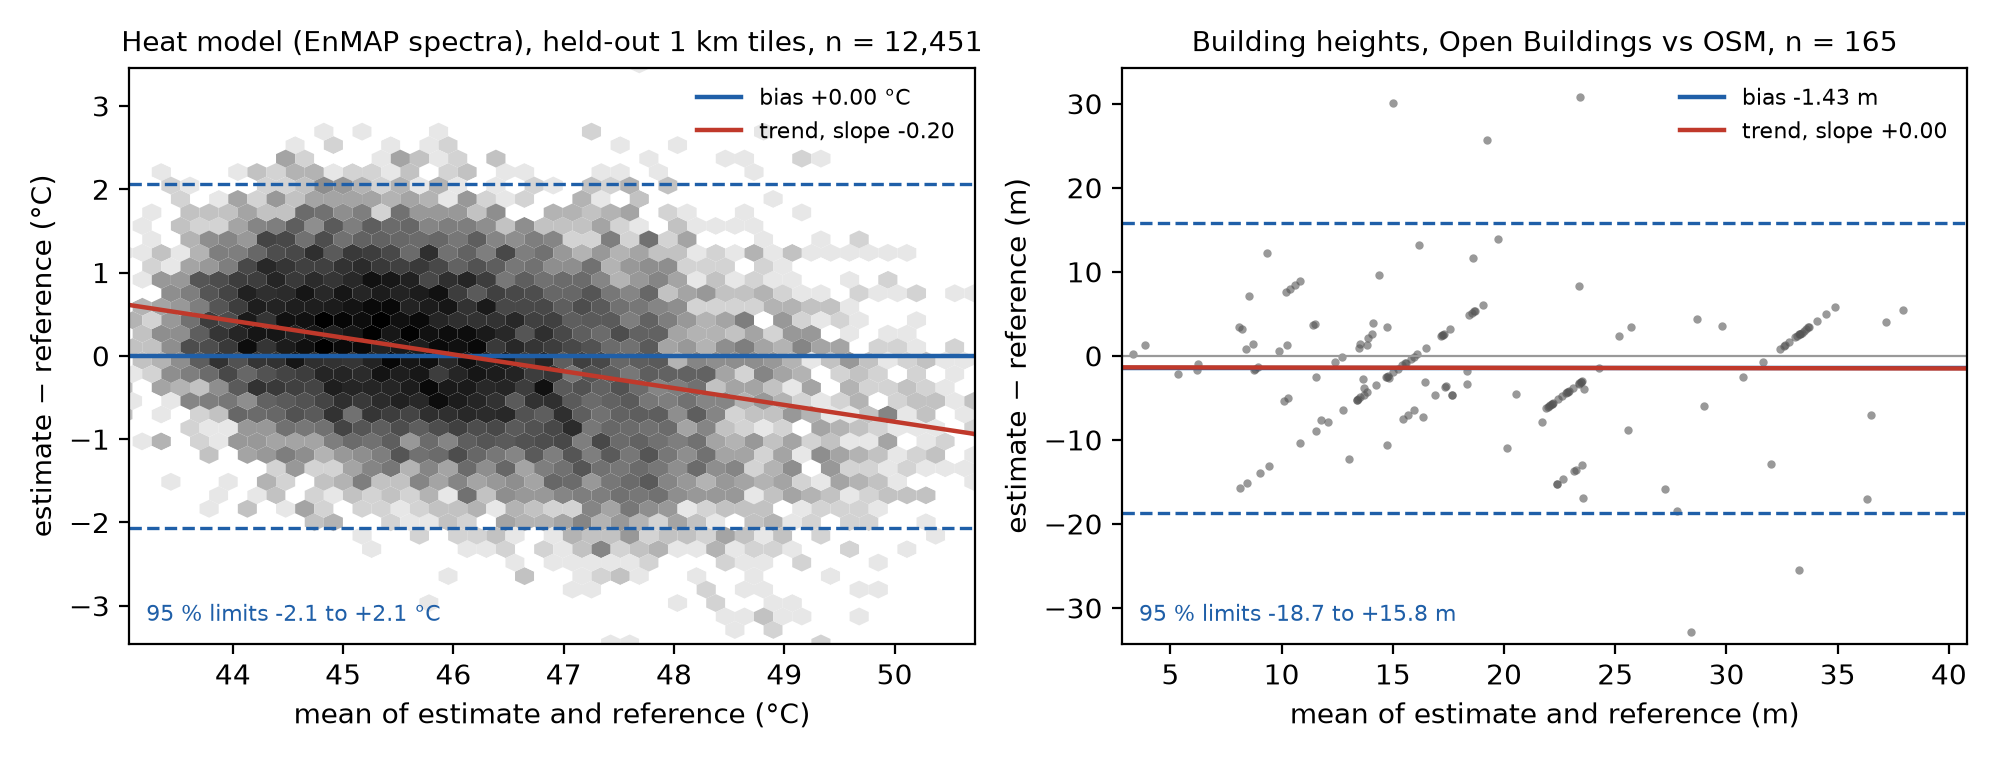 Heat model (EnMAP spectra), held-out 1 km tiles, n = 12,451
estimate − reference (°C)
3
2
1
0
−1
−2
−3
bias +0.00 °C
trend, slope -0.20
95 % limits -2.1 to +2.1 °C
44 45 46 47 48 49 50
mean of estimate and reference (°C)
Building heights, Open Buildings vs OSM, n = 165
estimate − reference (m)
30
20
10
0
−10
−20
−30
bias -1.43 m
trend, slope +0.00
95 % limits -18.7 to +15.8 m
5 10 15 20 25 30 35 40
mean of estimate and reference (m)